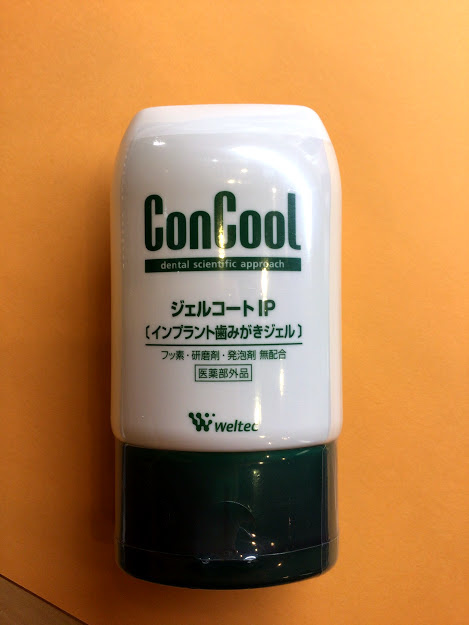 ConCool
dental scientific approach
ジェルコートIP
〔インプラント歯みがきジェル〕
フッ素・研磨剤・発泡剤 無配合
医薬部外品
Weltec